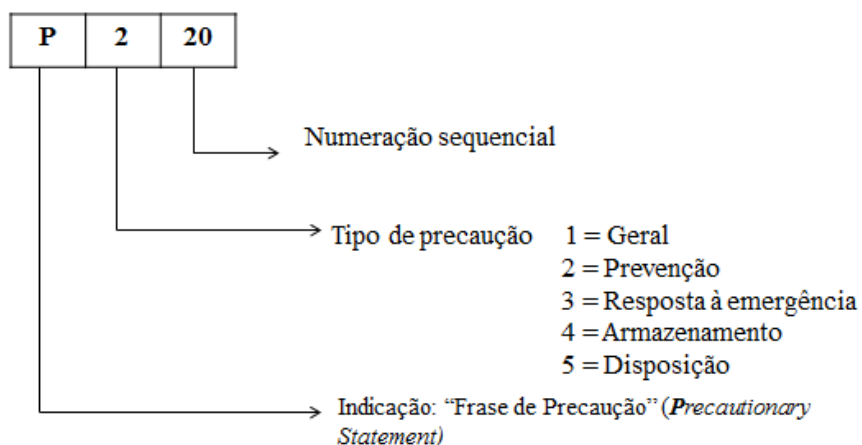 P 2 20
Numeração sequencial
Tipo de precaução 1 = Geral
2 = Prevenção
3 = Resposta à emergência
4 = Armazenamento
5 = Disposição
Indicação: “Frase de Precaução” (Precautionary
Statement)